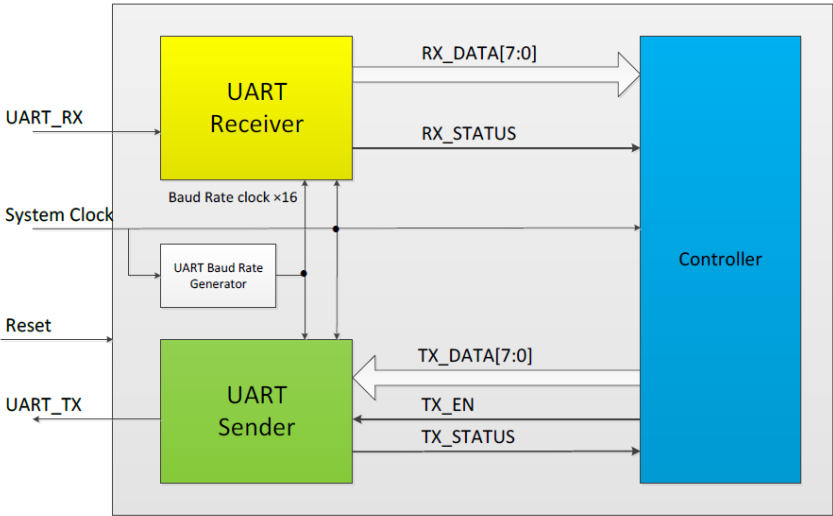 UART
Receiver
RX_DATA[7:0]
UART_RX
RX_STATUS
Baud Rate clock ×16
System Clock
UART Baud Rate
Generator
Controller
Reset
TX_DATA[7:0]
UART
Sender
UART_TX
TX_EN
TX_STATUS